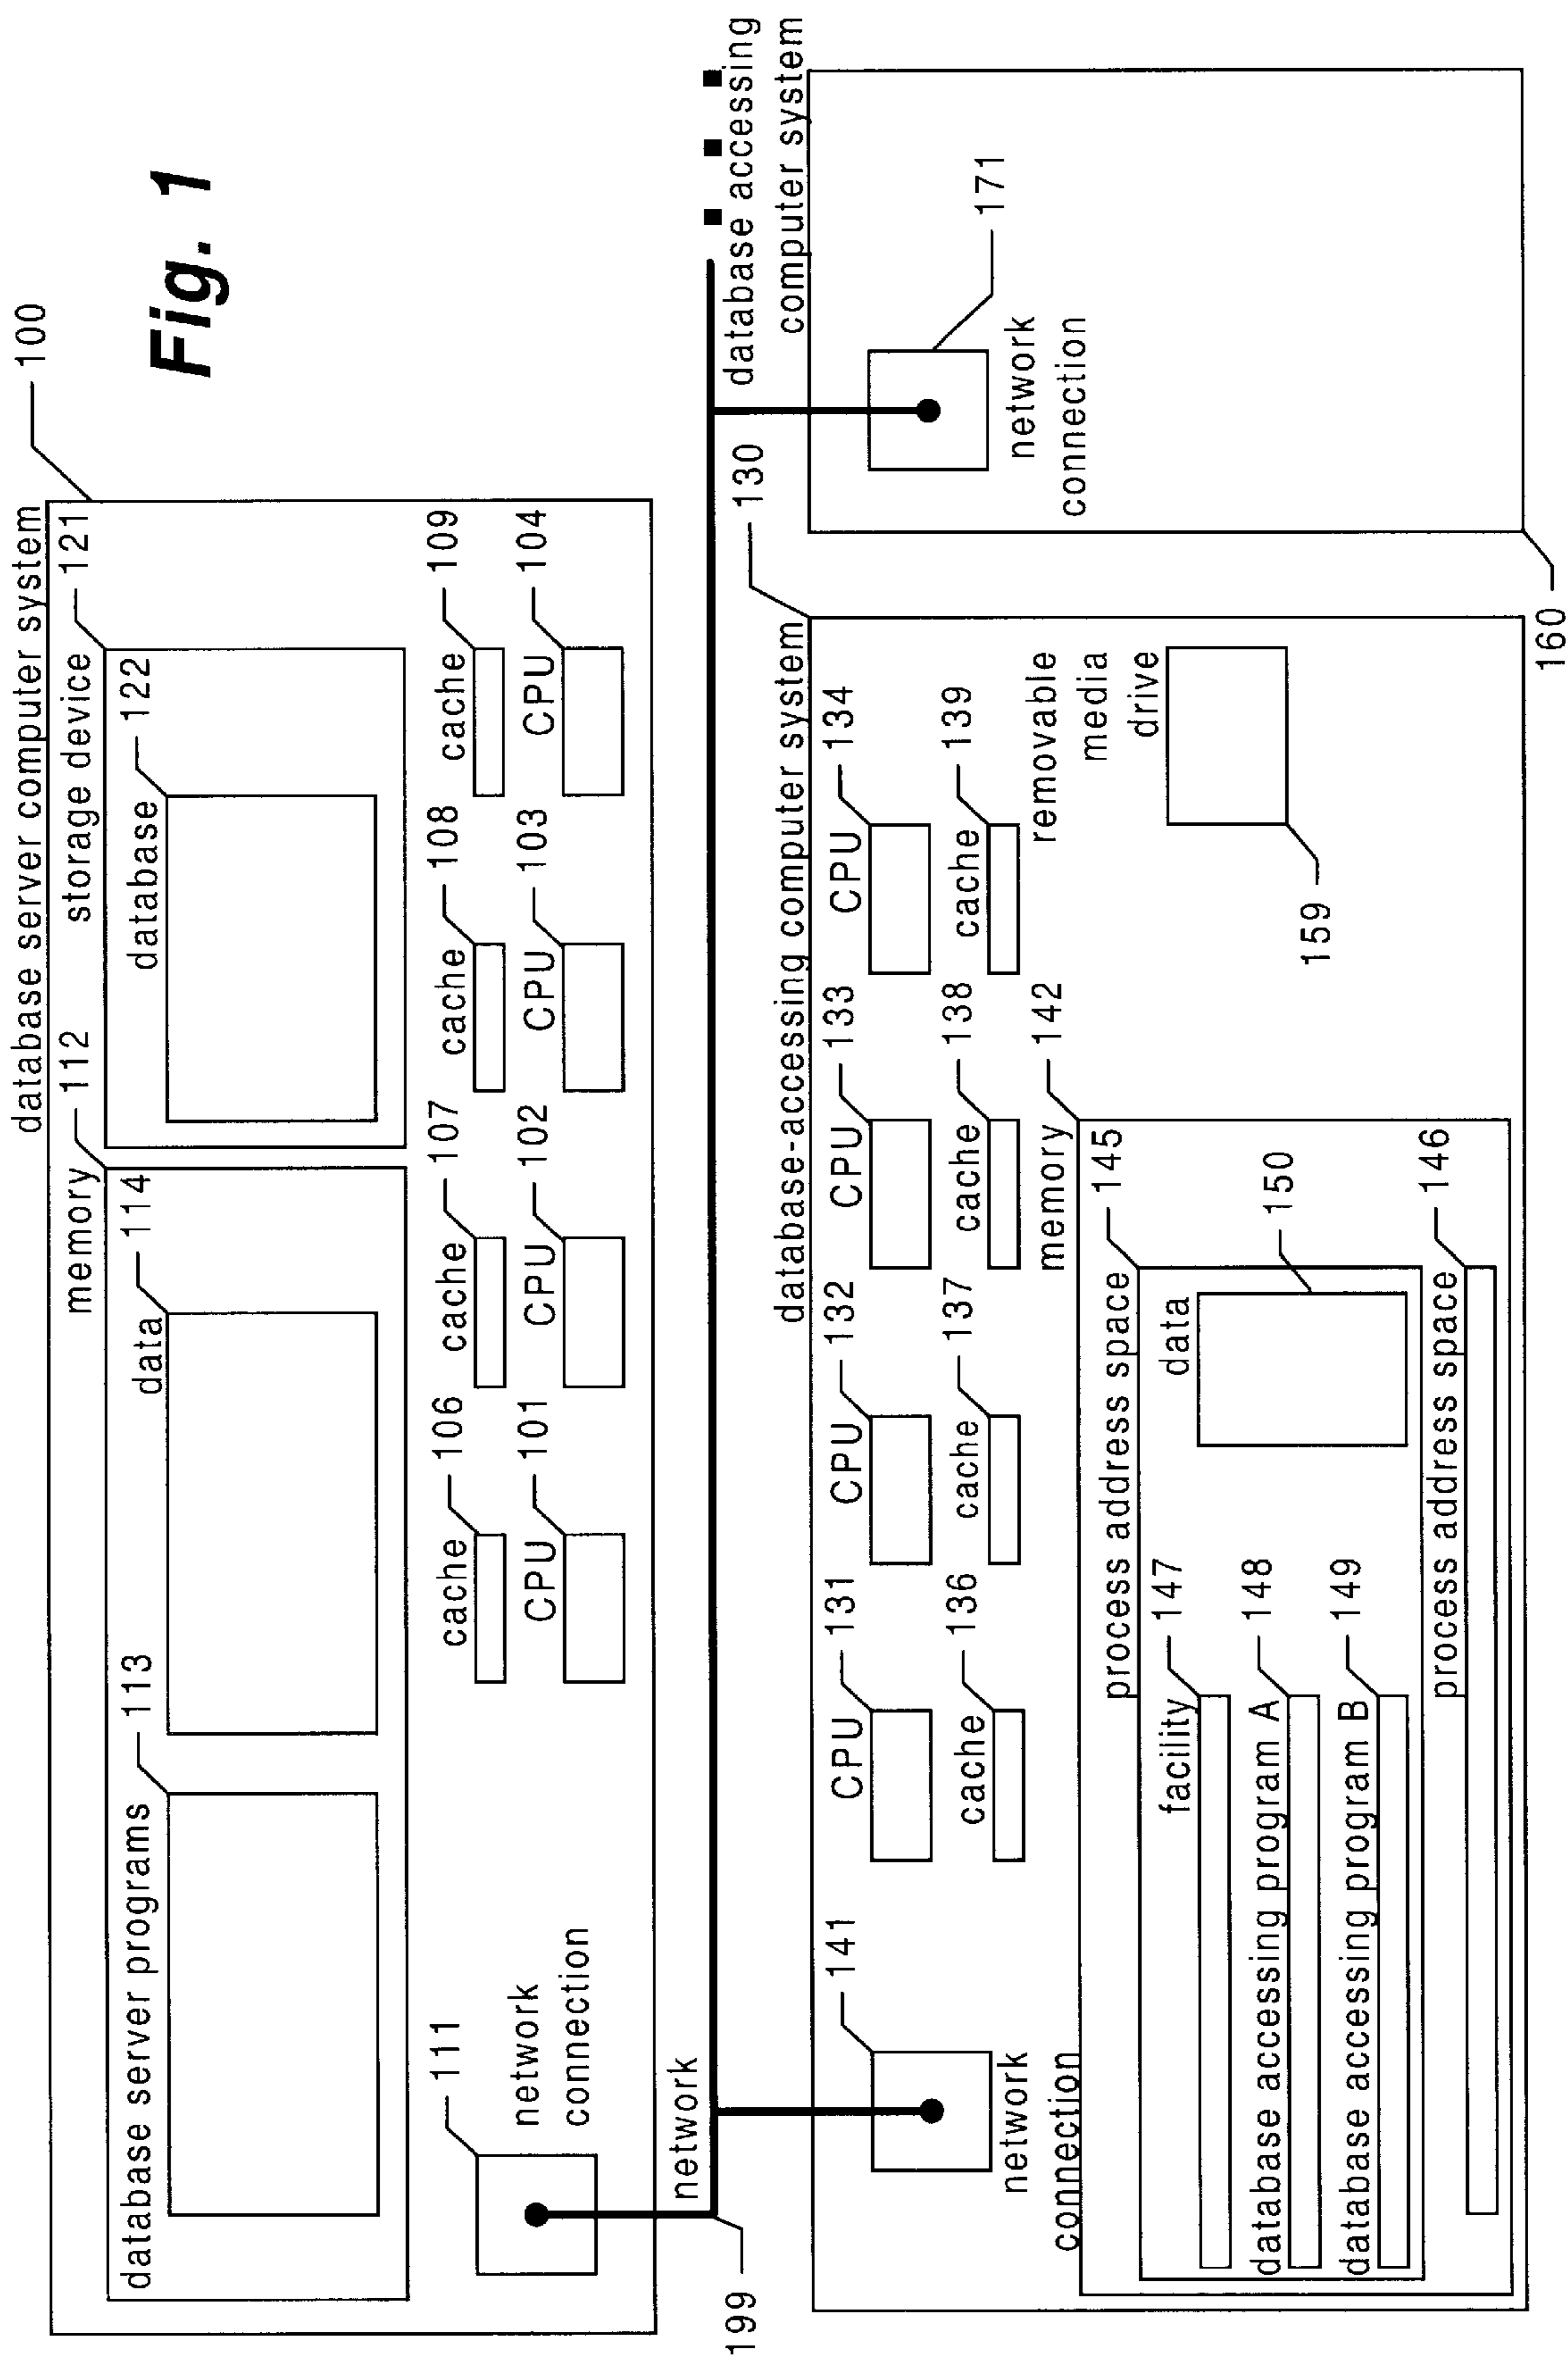 Fig. 1
database server computer system
100
memory
112
storage device
121
database server programs
113
data
114
database
122
111
network
connection
cache
106
cache
107
cache
108
cache
109
CPU
101
CPU
102
CPU
103
CPU
104
network
199
database-accessing computer system
130
database accessing
computer system
141
network
connection
CPU
131
CPU
132
CPU
133
CPU
134
cache
136
cache
137
cache
138
cache
139
removable
media
drive
159
memory
142
process address space
145
facility
147
data
150
database accessing program A
148
database accessing program B
149
process address space
146
171
network
connection
160